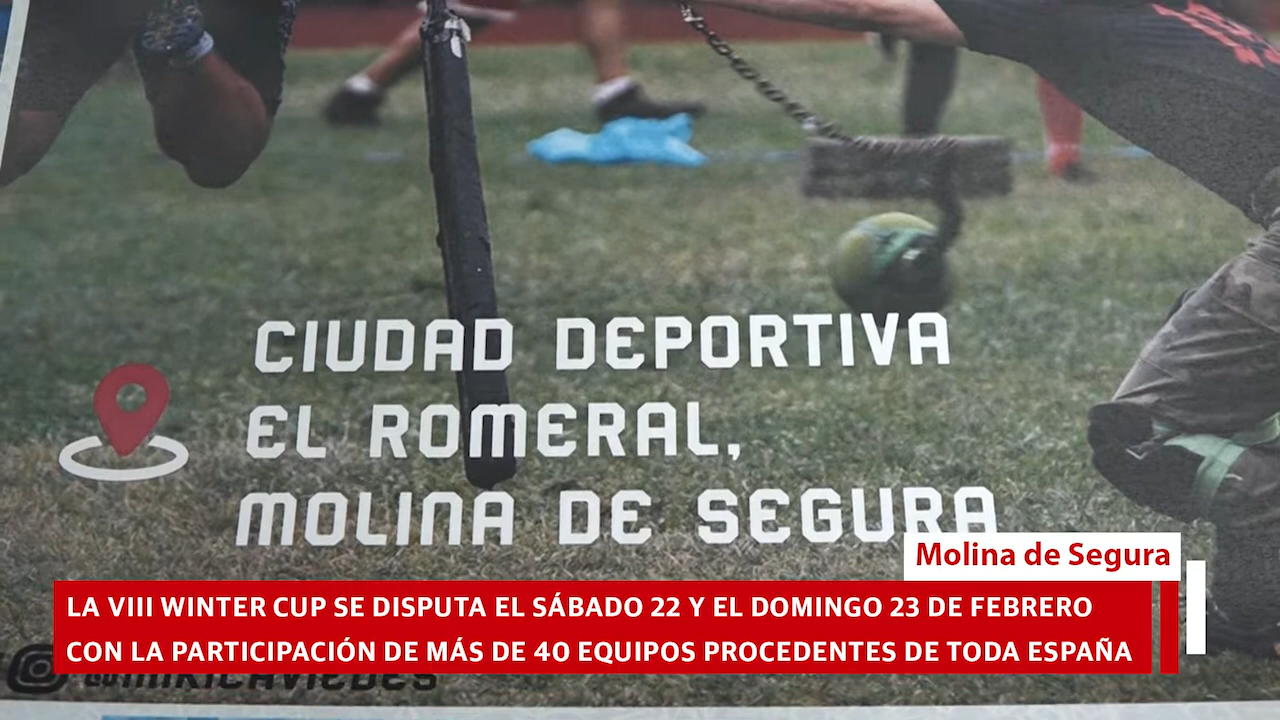 CIUDAD DEPORTIVA
EL ROMERAL,
MOLINA DE SEGURA
Molina de Segura
LA VIII WINTER CUP SE DISPUTA EL SÁBADO 22 Y EL DOMINGO 23 DE FEBRERO
CON LA PARTICIPACIÓN DE MÁS DE 40 EQUIPOS PROCEDENTES DE TODA ESPAÑA